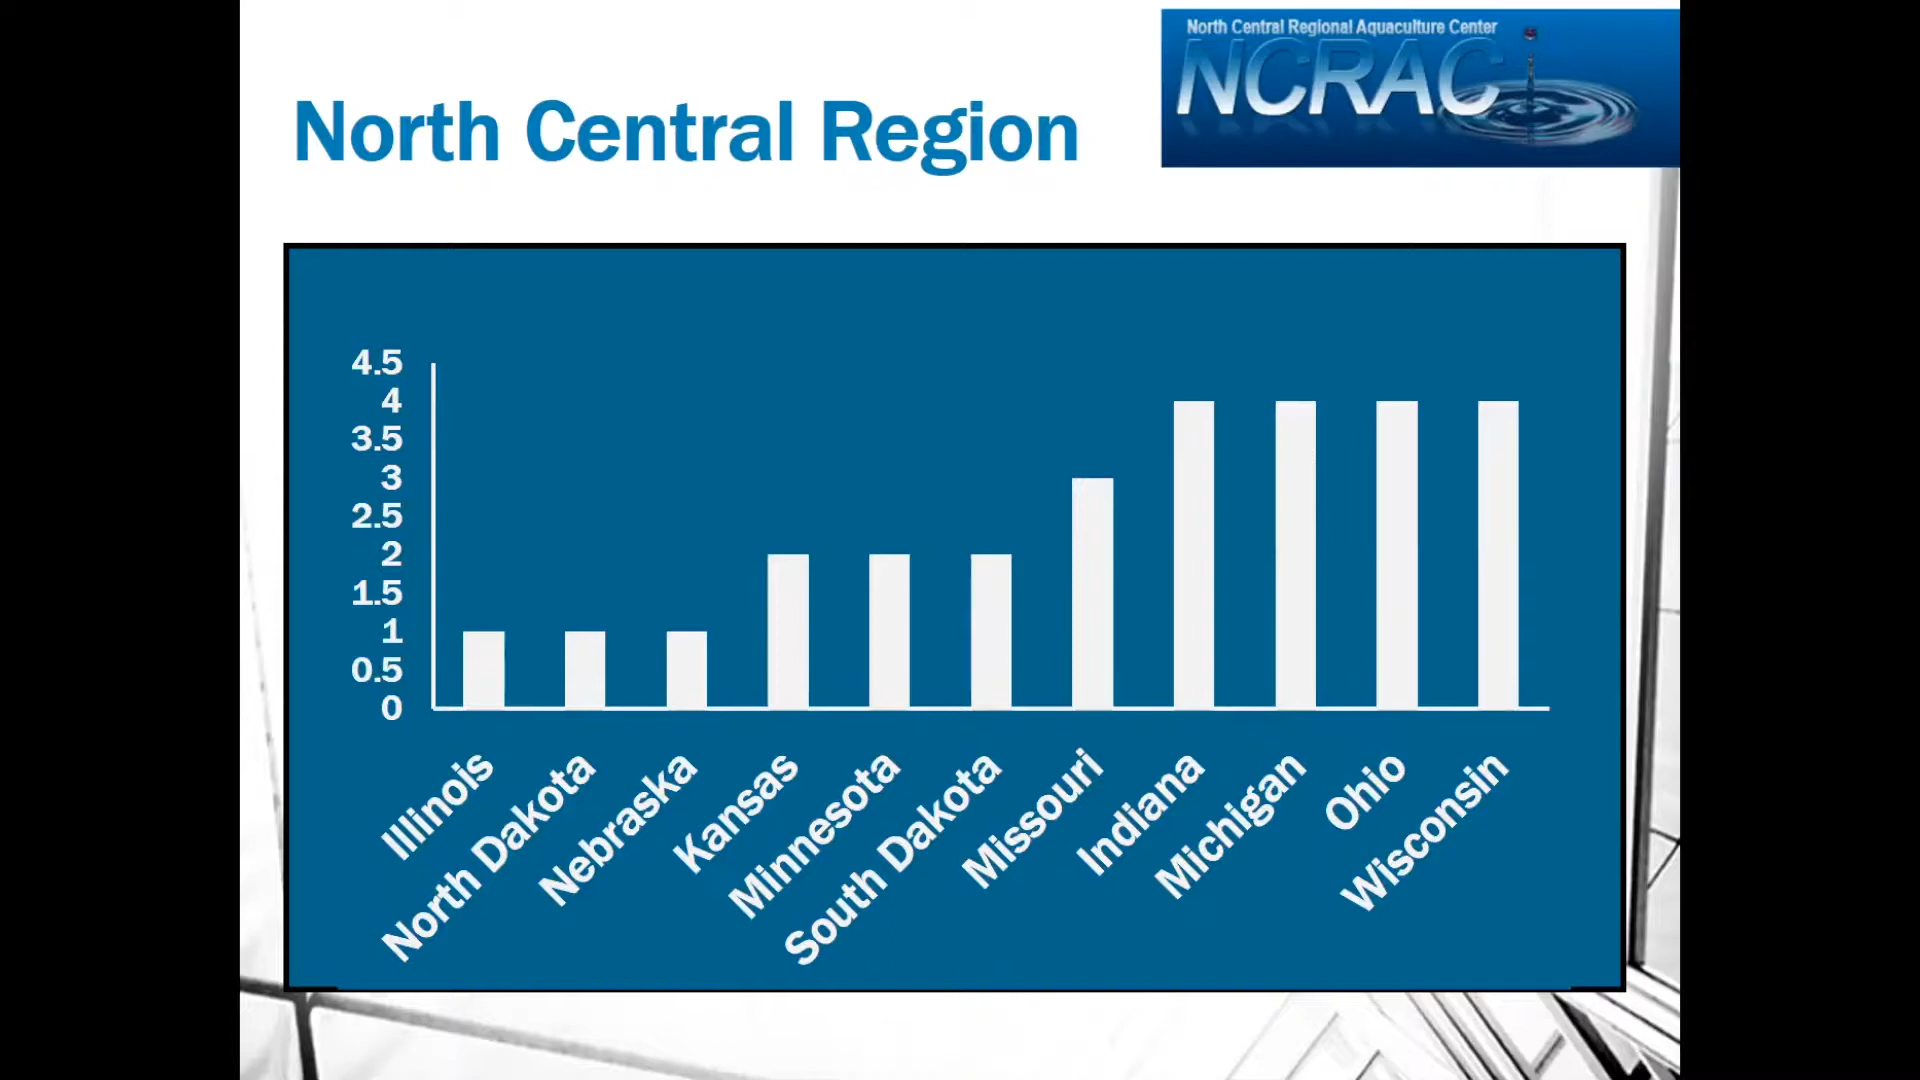 North Central Regional Aquaculture Center
NCRAC
North Central Region
4.5
4
3.5
3
2.5
2
1.5
1
0.5
0
Illinois
North Dakota
Nebraska
Kansas
Minnesota
South Dakota
Missouri
Indiana
Michigan
Ohio
Wisconsin